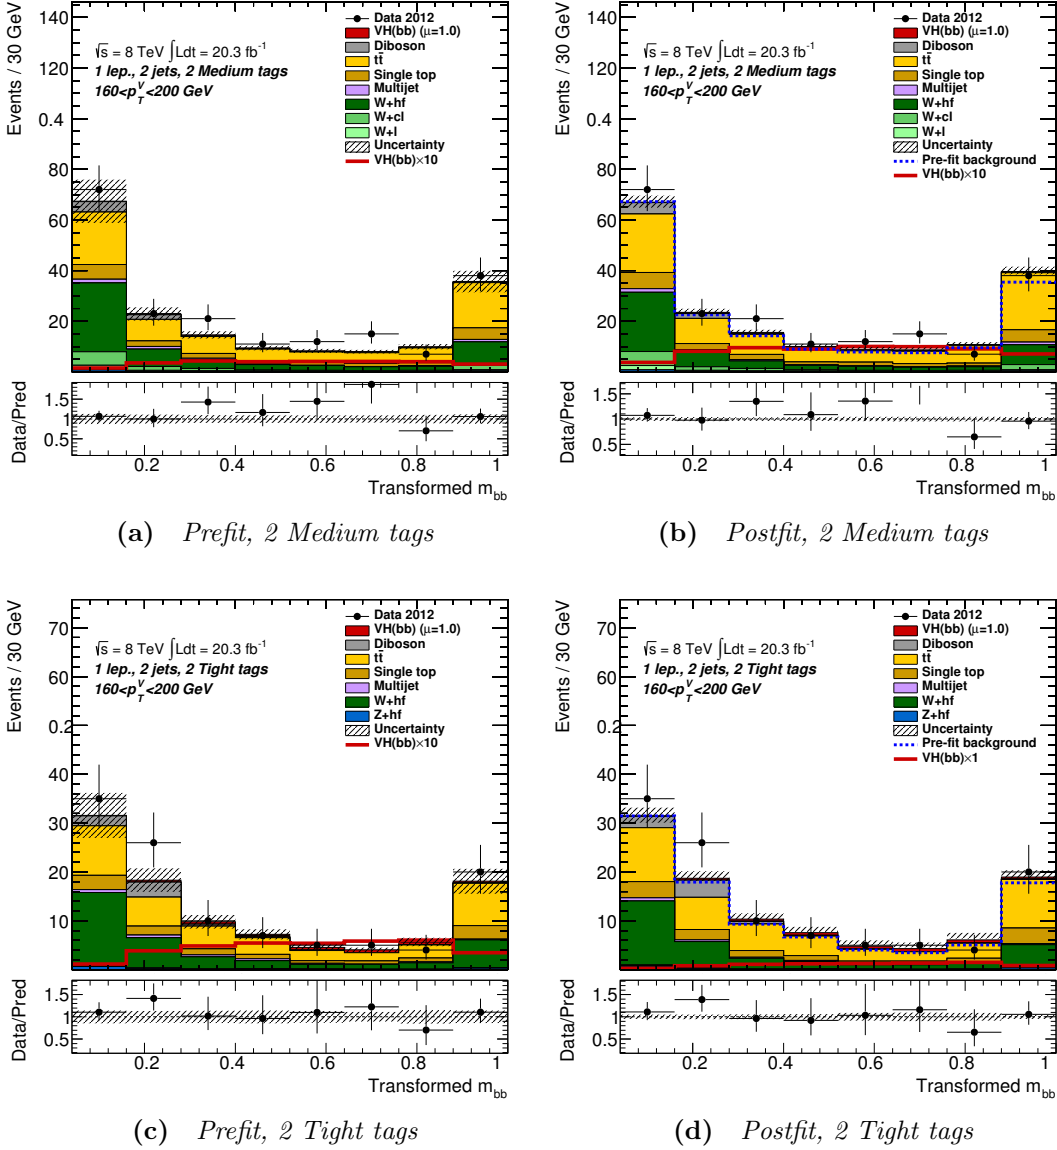 Events / 30 GeV
140
0.4
80
60
40
20
√s = 8 TeV ∫Ldt = 20.3 fb⁻¹
1 lep., 2 jets, 2 Medium tags
160<p_T^V<200 GeV
Data 2012
VH(bb) (μ=1.0)
Diboson
tt̄
Single top
Multijet
W+hf
W+cl
W+l
Uncertainty
VH(bb)×10
Data/Pred
1.5
1
0.5
0.2 0.4 0.6 0.8 1
Transformed m_bb
(a) Prefit, 2 Medium tags
Events / 30 GeV
140
0.4
80
60
40
20
√s = 8 TeV ∫Ldt = 20.3 fb⁻¹
1 lep., 2 jets, 2 Medium tags
160<p_T^V<200 GeV
Data 2012
VH(bb) (μ=1.0)
Diboson
tt̄
Single top
Multijet
W+hf
W+cl
W+l
Uncertainty
Pre-fit background
VH(bb)×10
Data/Pred
1.5
1
0.5
0.2 0.4 0.6 0.8 1
Transformed m_bb
(b) Postfit, 2 Medium tags
Events / 30 GeV
70
0.2
40
30
20
10
√s = 8 TeV ∫Ldt = 20.3 fb⁻¹
1 lep., 2 jets, 2 Tight tags
160<p_T^V<200 GeV
Data 2012
VH(bb) (μ=1.0)
Diboson
tt̄
Single top
Multijet
W+hf
Z+hf
Uncertainty
VH(bb)×10
Data/Pred
1.5
1
0.5
0.2 0.4 0.6 0.8 1
Transformed m_bb
(c) Prefit, 2 Tight tags
Events / 30 GeV
70
0.2
40
30
20
10
√s = 8 TeV ∫Ldt = 20.3 fb⁻¹
1 lep., 2 jets, 2 Tight tags
160<p_T^V<200 GeV
Data 2012
VH(bb) (μ=1.0)
Diboson
tt̄
Single top
Multijet
W+hf
Z+hf
Uncertainty
Pre-fit background
VH(bb)×1
Data/Pred
1.5
1
0.5
0.2 0.4 0.6 0.8 1
Transformed m_bb
(d) Postfit, 2 Tight tags